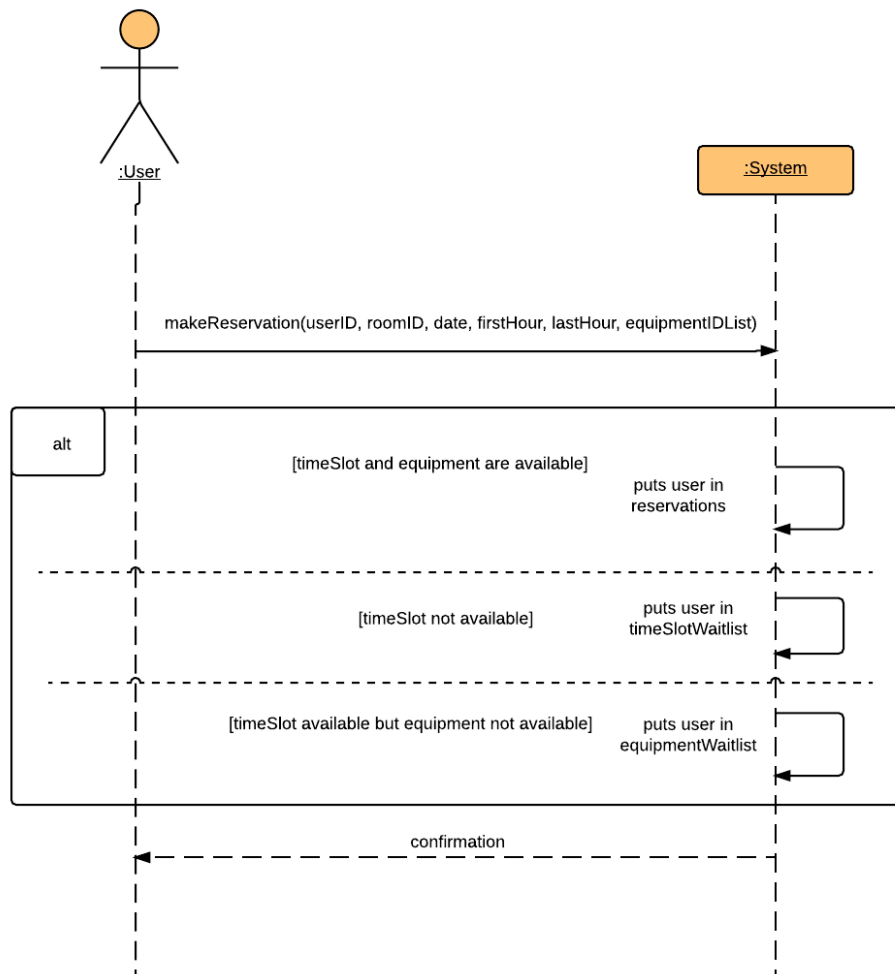 :User
:System
makeReservation(userID, roomID, date, firstHour, lastHour, equipmentIDList)
alt
[timeSlot and equipment are available]
puts user in
reservations
[timeSlot not available]
puts user in
timeSlotWaitlist
[timeSlot available but equipment not available]
puts user in
equipmentWaitlist
confirmation